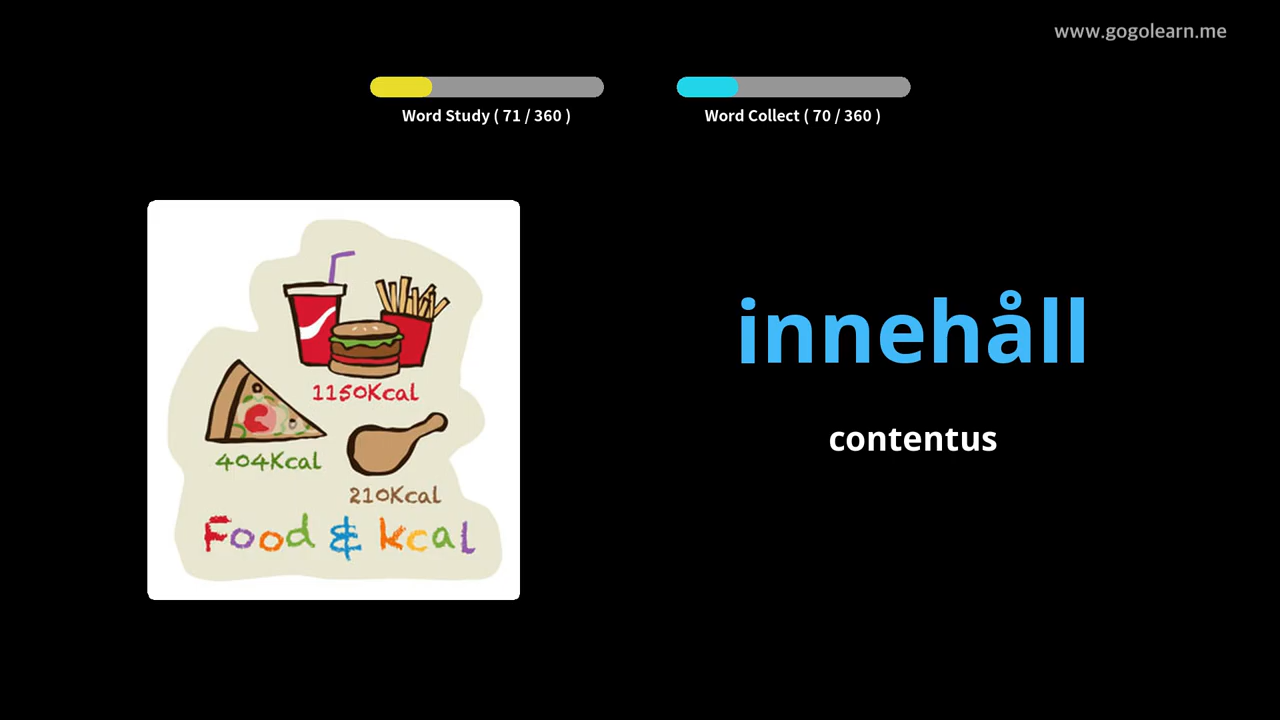 www.gogolearn.me
Word Study ( 71 / 360 )
Word Collect ( 70 / 360 )
1150Kcal
404Kcal
210Kcal
Food & kcal
innehåll
contentus